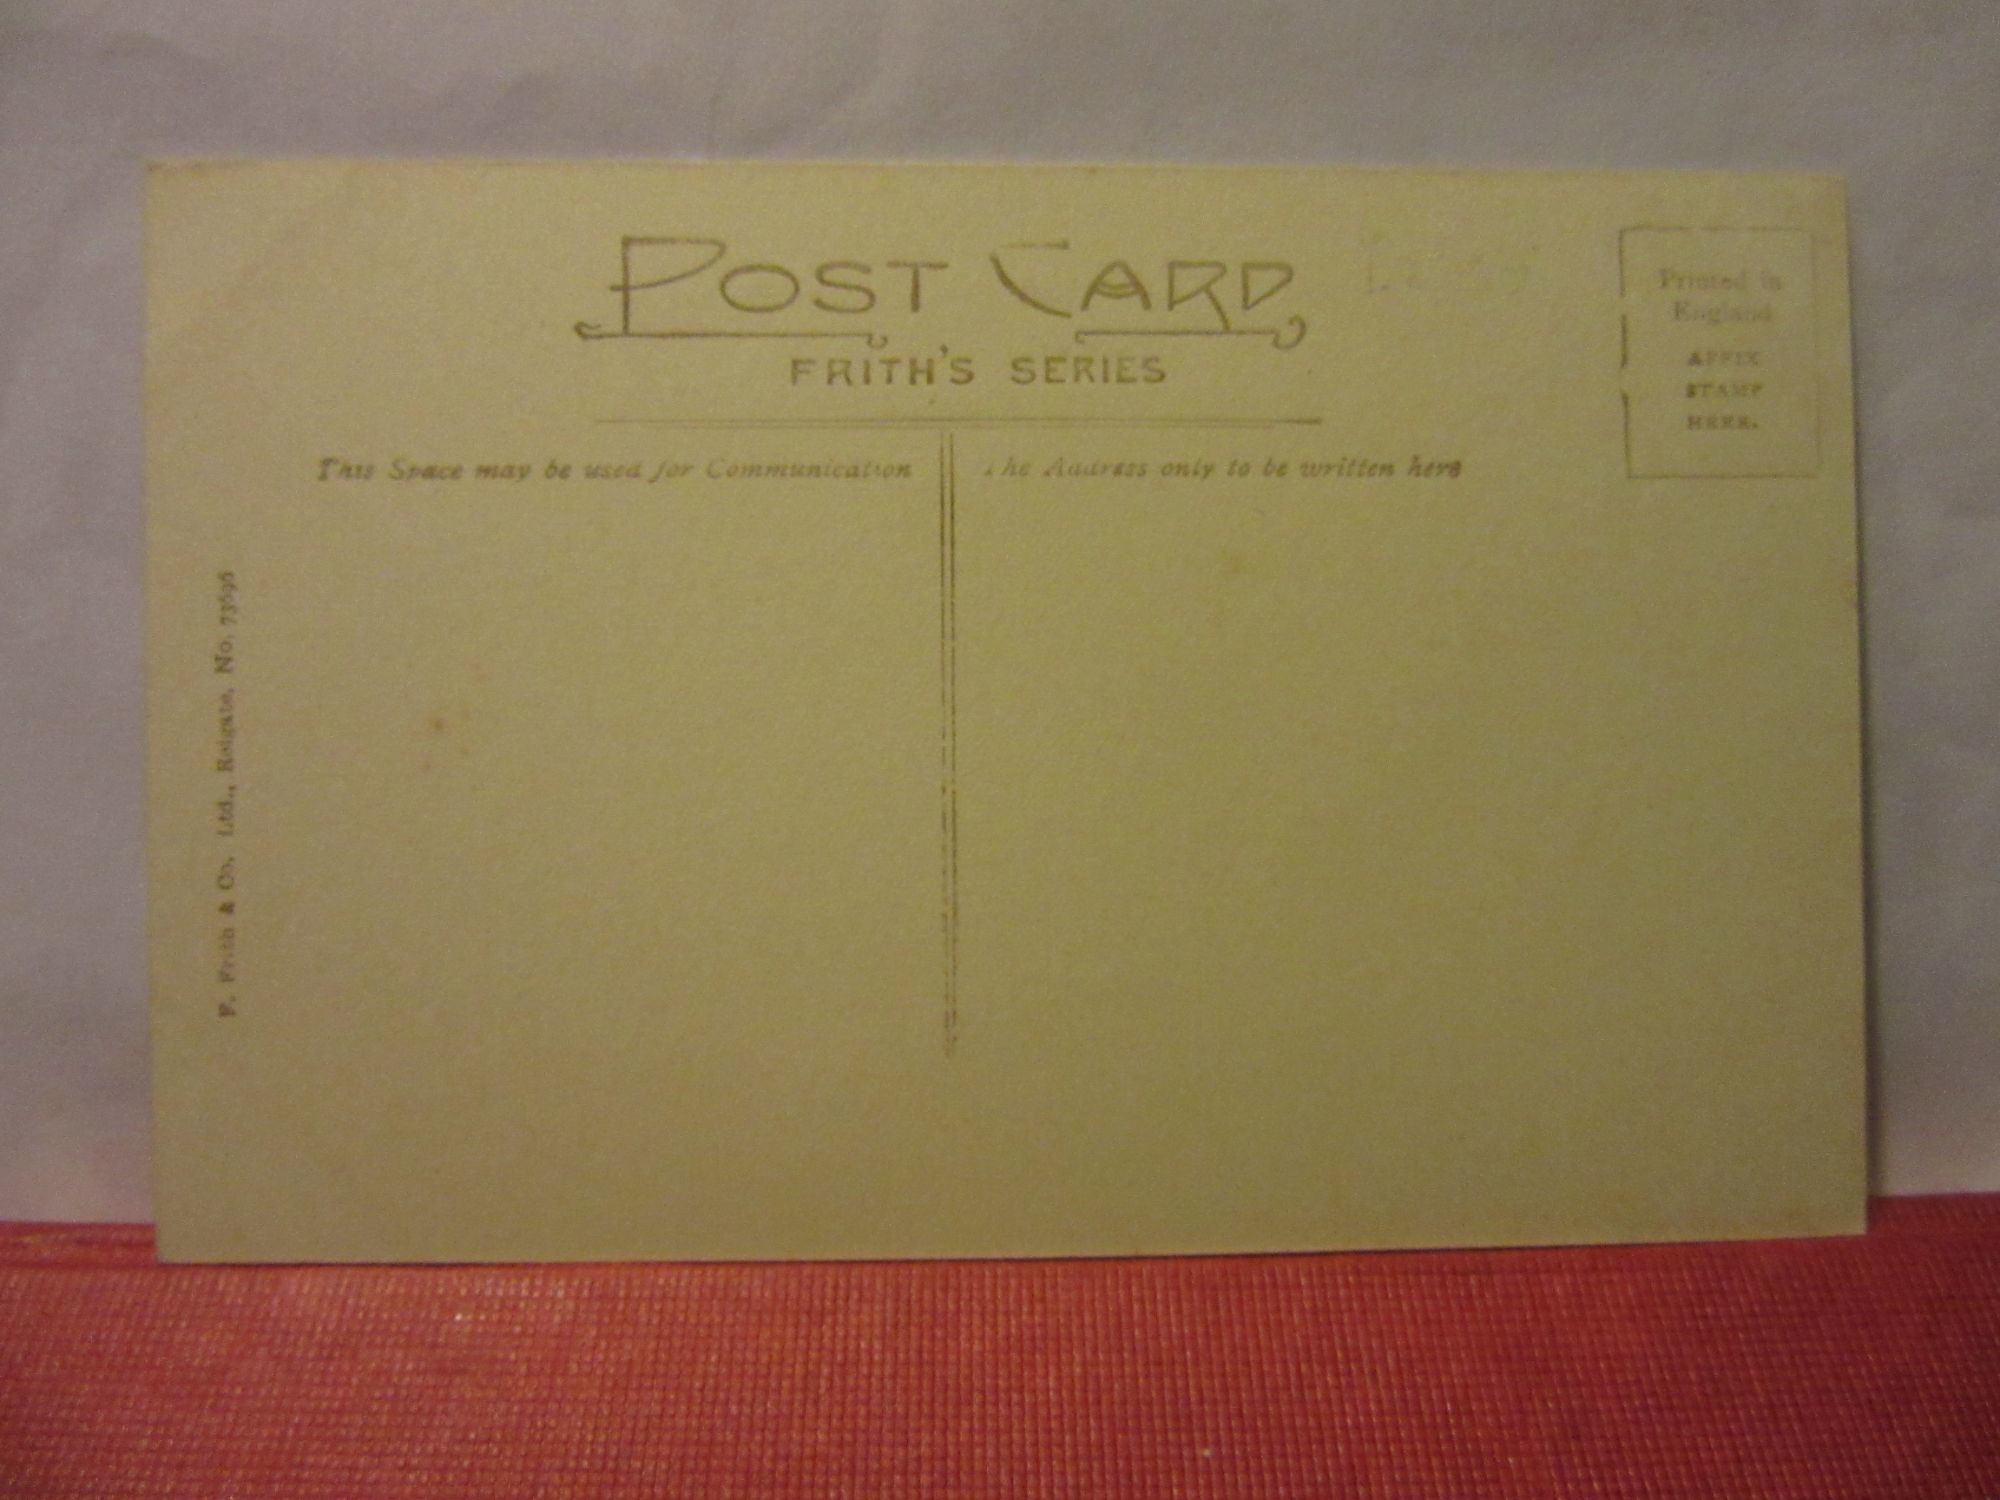 POST CARD
FRITH'S SERIES
Printed in
England
AFFIX
STAMP
HERE.
This Space may be used for Communication
The Address only to be written here
F. Frith & Co. Ltd., Reigate. No. 73696